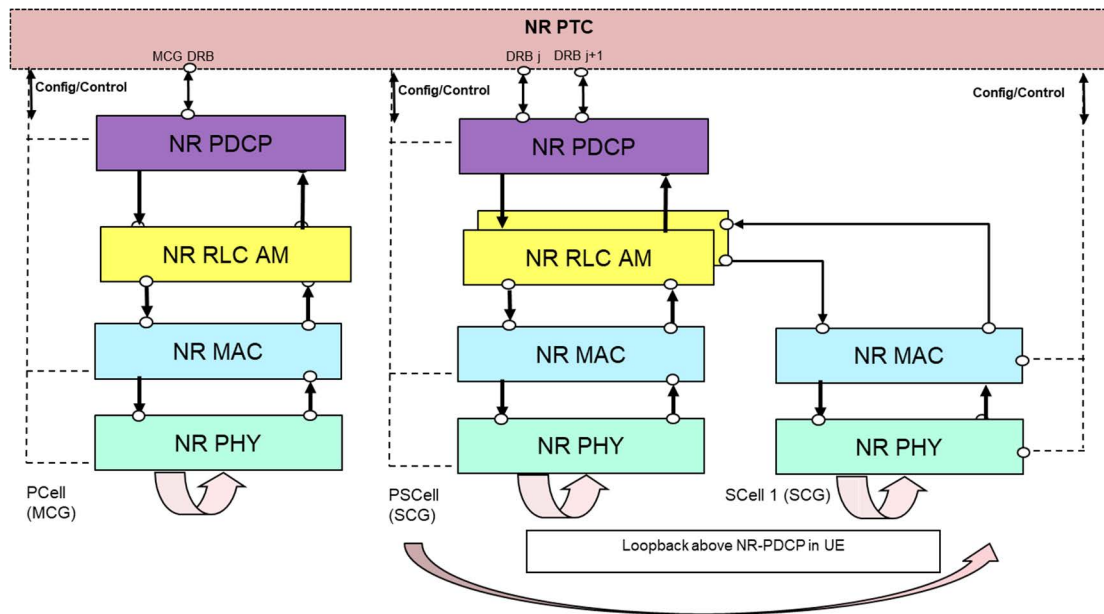 NR PTC
MCG DRB
DRB j
DRB j+1
Config/Control
Config/Control
Config/Control
NR PDCP
NR PDCP
NR RLC AM
NR RLC AM
NR MAC
NR MAC
NR MAC
NR PHY
NR PHY
NR PHY
PCell
(MCG)
PSCell
(SCG)
SCell 1 (SCG)
Loopback above NR-PDCP in UE